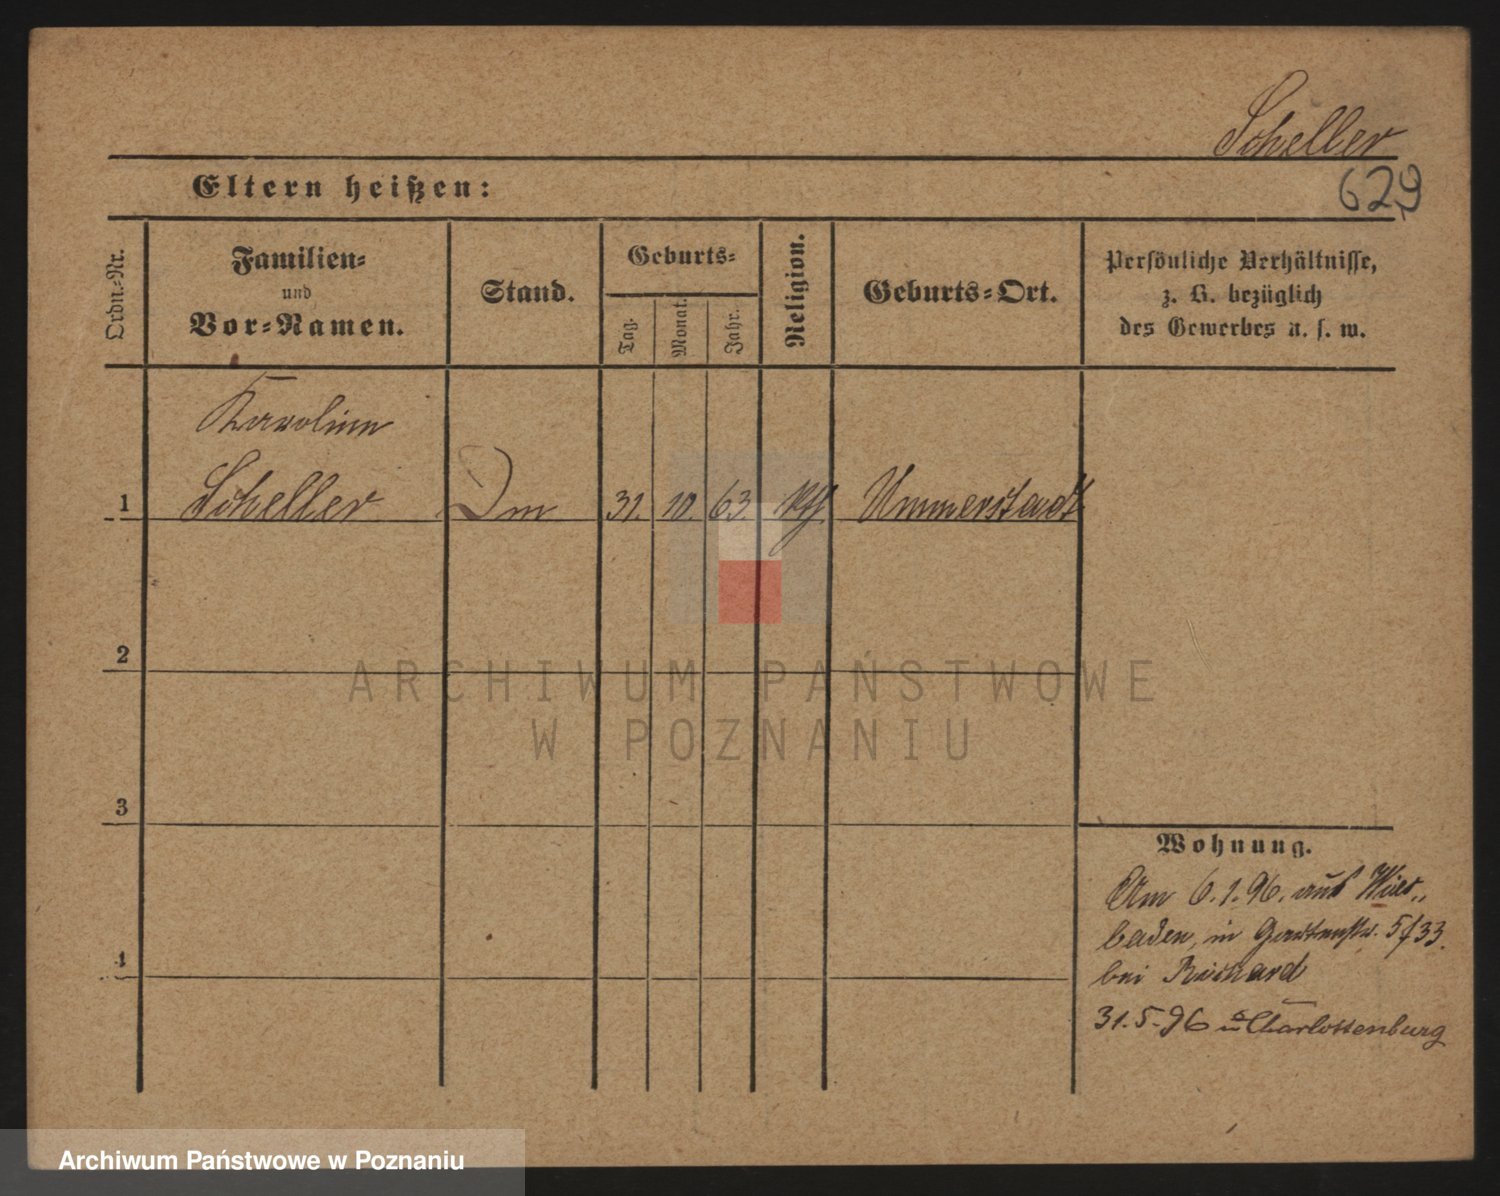 Scheller
629
Eltern heißen:
Ordn.-Nr.
Familien-
und
Vor-Namen.
Stand.
Geburts-
Tag.
Monat.
Jahr.
Religion.
Geburts-Ort.
Persönliche Verhältnisse,
z. B. bezüglich
des Gewerbes u. s. w.
Karoline
1 Scheller 31. 10. 63. Ummerstadt
2
3
4
ARCHIWUM PAŃSTWOWE
W POZNANIU
Wohnung.
Am 6.1.96. aus Wies-
baden, in Gartenstr.
bei
31.5.96 Charlottenburg
Archiwum Państwowe w Poznaniu